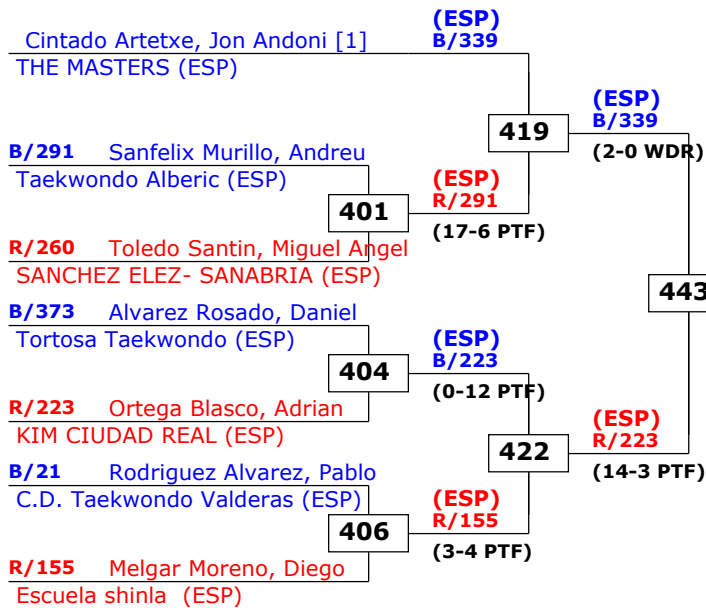 Cintado Artetxe, Jon Andoni [1]
THE MASTERS (ESP)
(ESP)
B/339
419
(ESP)
B/339
(2-0 WDR)
B/291 Sanfelix Murillo, Andreu
Taekwondo Alberic (ESP)
401
(ESP)
R/291
(17-6 PTF)
R/260 Toledo Santin, Miguel Angel
SANCHEZ ELEZ- SANABRIA (ESP)
443
B/373 Alvarez Rosado, Daniel
Tortosa Taekwondo (ESP)
404
(ESP)
B/223
(0-12 PTF)
R/223 Ortega Blasco, Adrian
KIM CIUDAD REAL (ESP)
422
(ESP)
R/223
(14-3 PTF)
B/21 Rodriguez Alvarez, Pablo
C.D. Taekwondo Valderas (ESP)
406
(ESP)
R/155
(3-4 PTF)
R/155 Melgar Moreno, Diego
Escuela shinla (ESP)